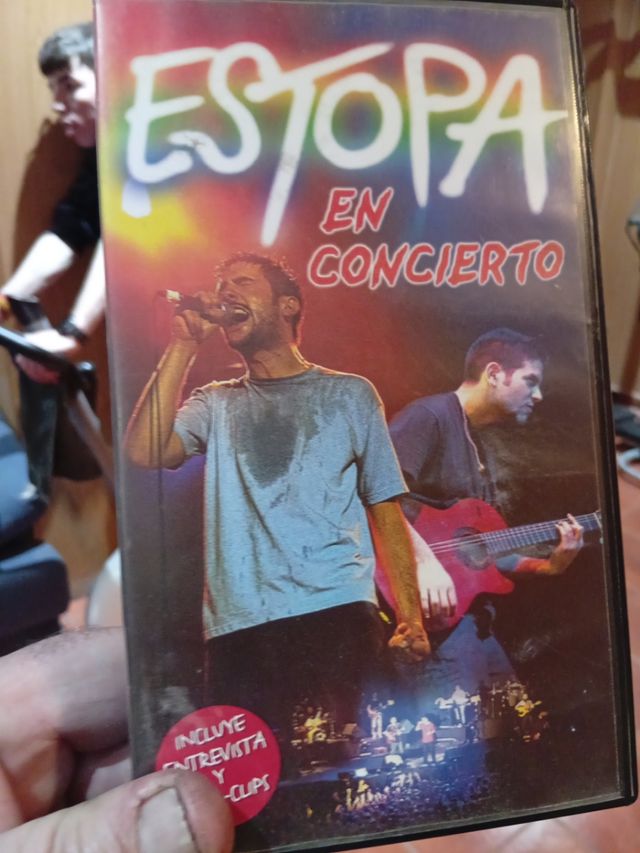 ESTOPA
EN
CONCIERTO
INCLUYE
ENTREVISTA
Y
-CLIPS